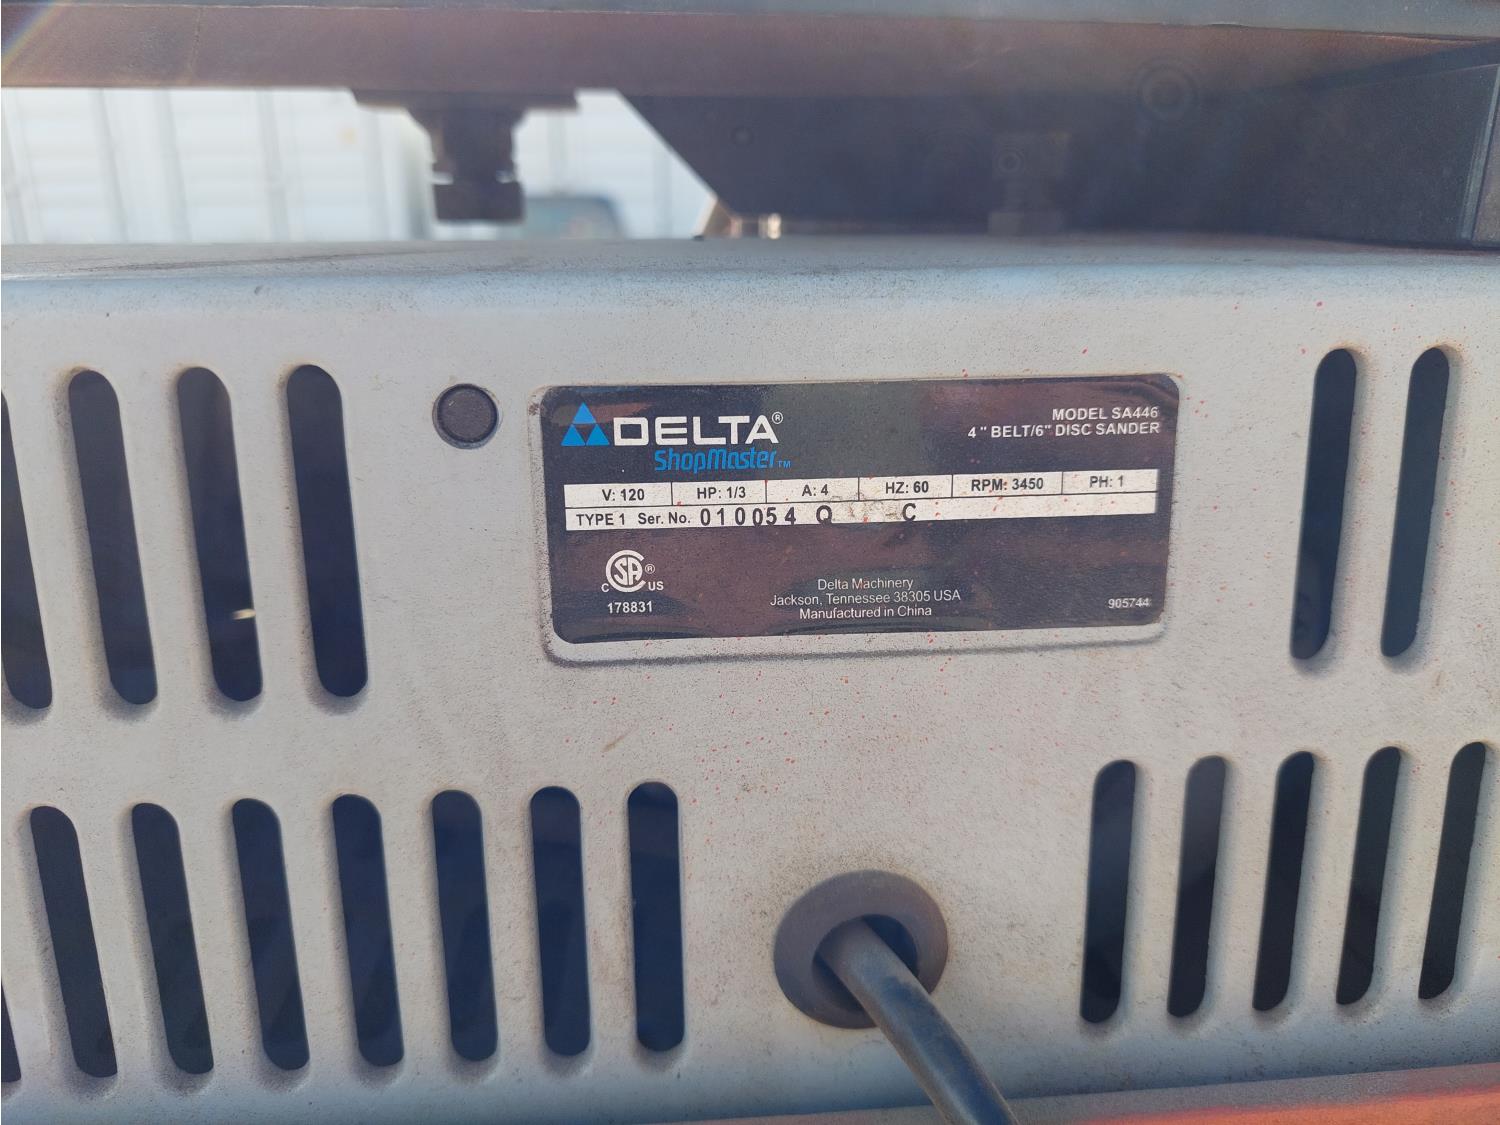 DELTA®
ShopMaster™
MODEL SA446
4" BELT/6" DISC SANDER
V: 120 HP: 1/3 A: 4 HZ: 60 RPM: 3450 PH: 1
TYPE 1 Ser. No. 010054 Q C
CSA® C US
178831
Delta Machinery
Jackson, Tennessee 38305 USA
Manufactured in China
905744